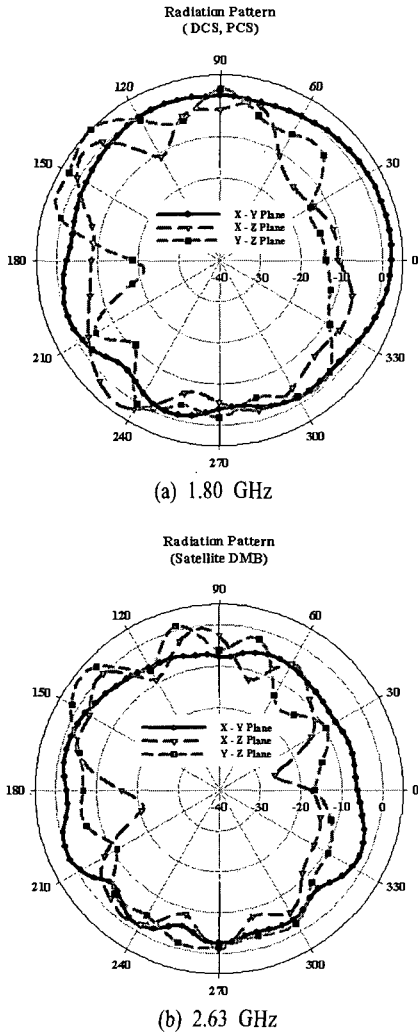 Radiation Pattern
( DCS, PCS)
90
120
60
150
30
X - Y Plane
X - Z Plane
Y - Z Plane
180
40
30
20
-10
0
0
210
330
240
300
270
(a) 1.80 GHz
Radiation Pattern
(Satellite DMB)
90
120
60
150
30
X - Y Plane
X - Z Plane
Y - Z Plane
180
40
30
20
-10
0
0
210
330
240
300
270
(b) 2.63 GHz